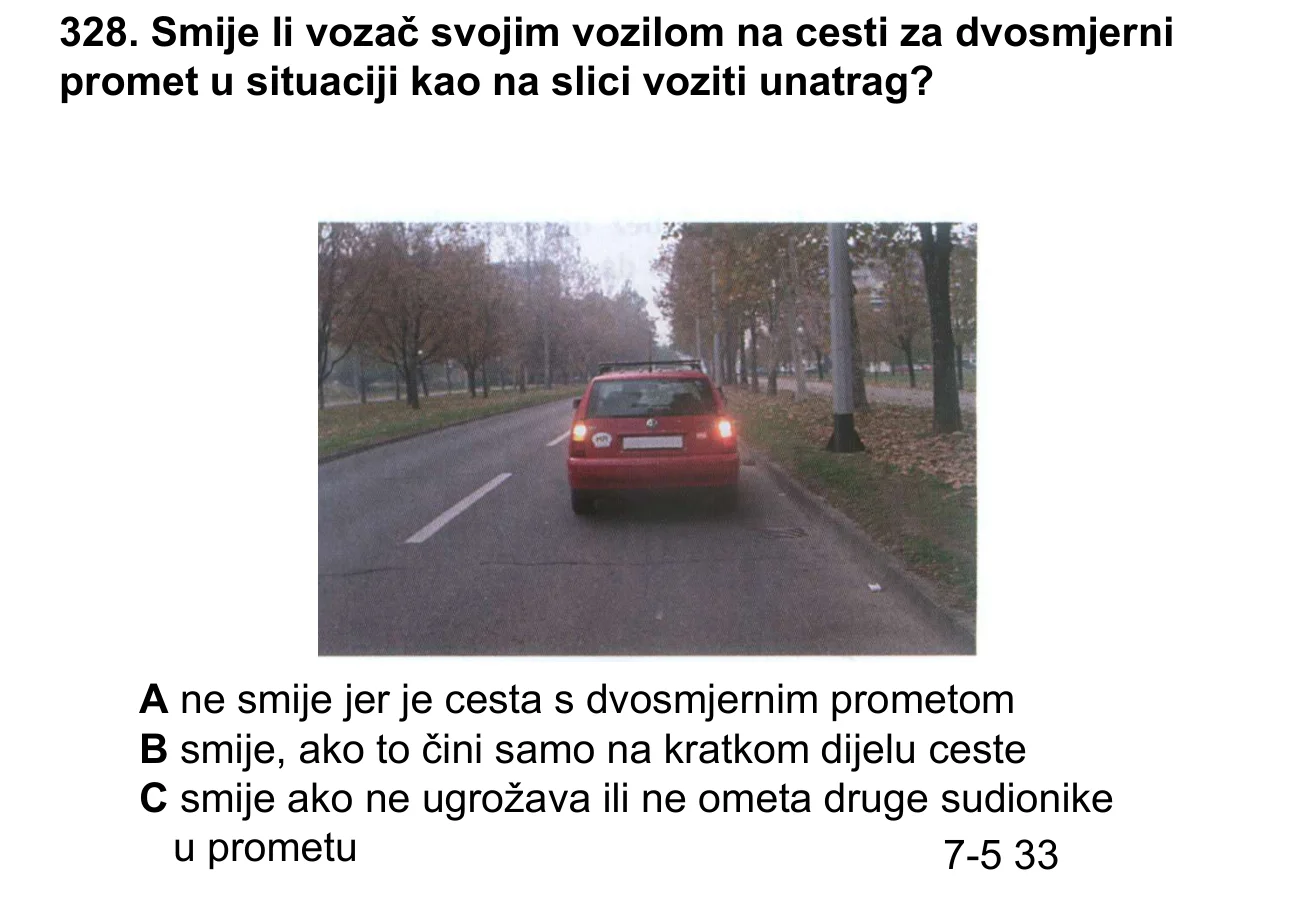 328. Smije li vozač svojim vozilom na cesti za dvosmjerni
promet u situaciji kao na slici voziti unatrag?
HR
A ne smije jer je cesta s dvosmjernim prometom
B smije, ako to čini samo na kratkom dijelu ceste
C smije ako ne ugrožava ili ne ometa druge sudionike
u prometu
7-5 33